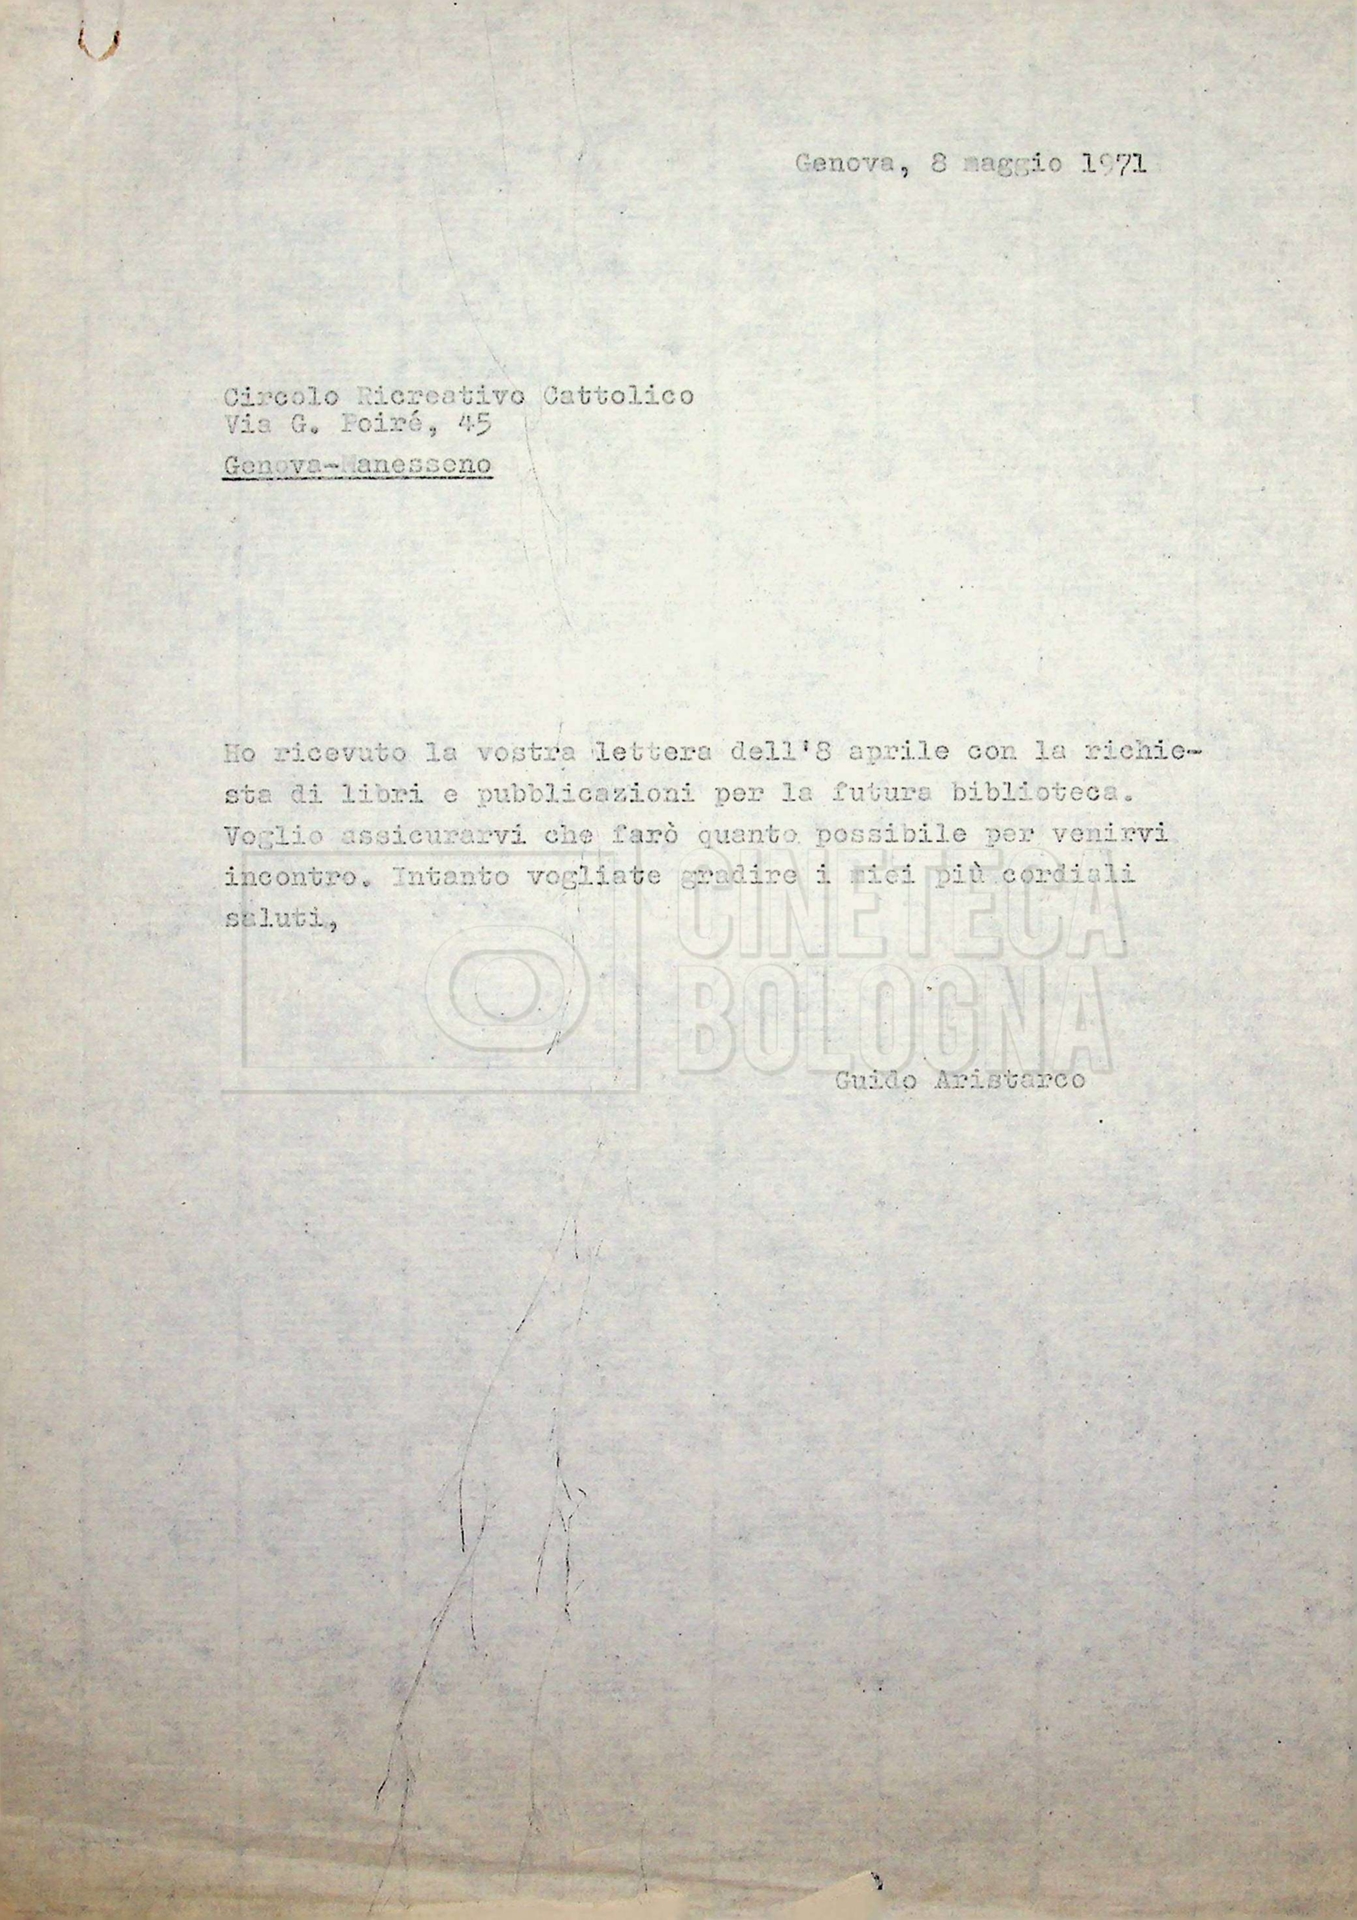 Genova, 8 maggio 1971
Circolo Ricreativo Cattolico
Via G. Poiré, 45
Genova-Manesseno
Ho ricevuto la vostra lettera dell'8 aprile con la richie-
sta di libri e pubblicazioni per la futura biblioteca.
Voglio assicurarvi che farò quanto possibile per venirvi
incontro. Intanto vogliate gradire i miei più cordiali
saluti,
CINETECA
BOLOGNA
Guido Aristarco